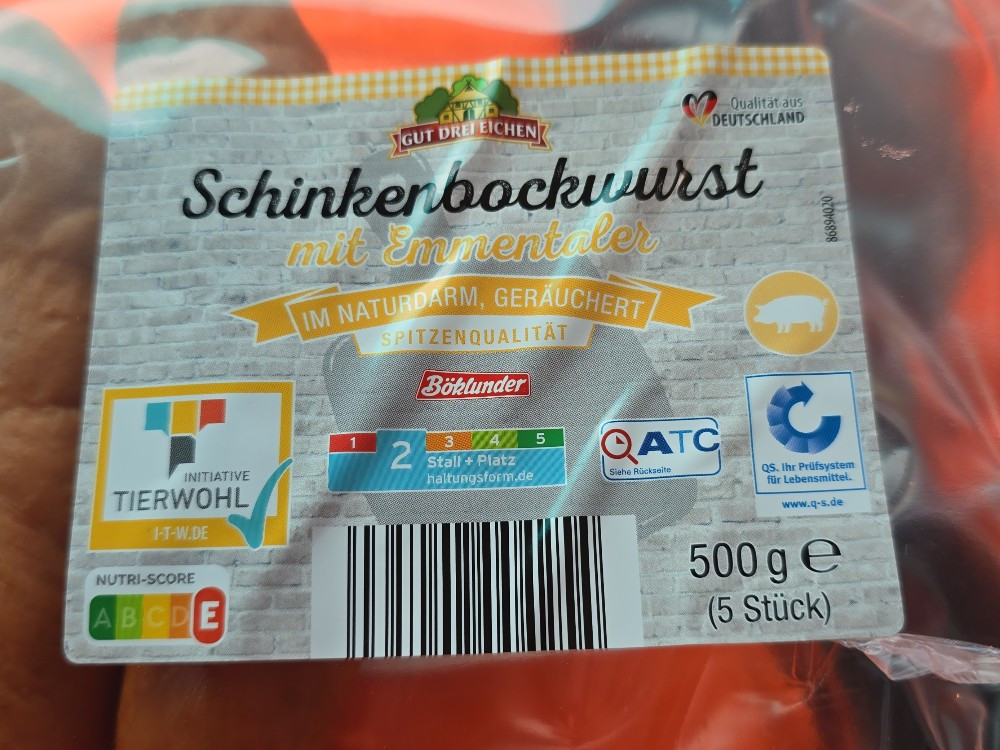 GUT DREI EICHEN
Qualität aus
DEUTSCHLAND
Schinkenbockwurst
mit Emmentaler
86894020
IM NATURDARM, GERÄUCHERT
SPITZENQUALITÄT
Böklunder
1 2 3 4 5
Stall + Platz
haltungsform.de
ATC
Siehe Rückseite
QS. Ihr Prüfsystem
für Lebensmittel.
www.q-s.de
INITIATIVE
TIERWOHL
I-T-W.DE
NUTRI-SCORE
A B C D E
500 g e
(5 Stück)